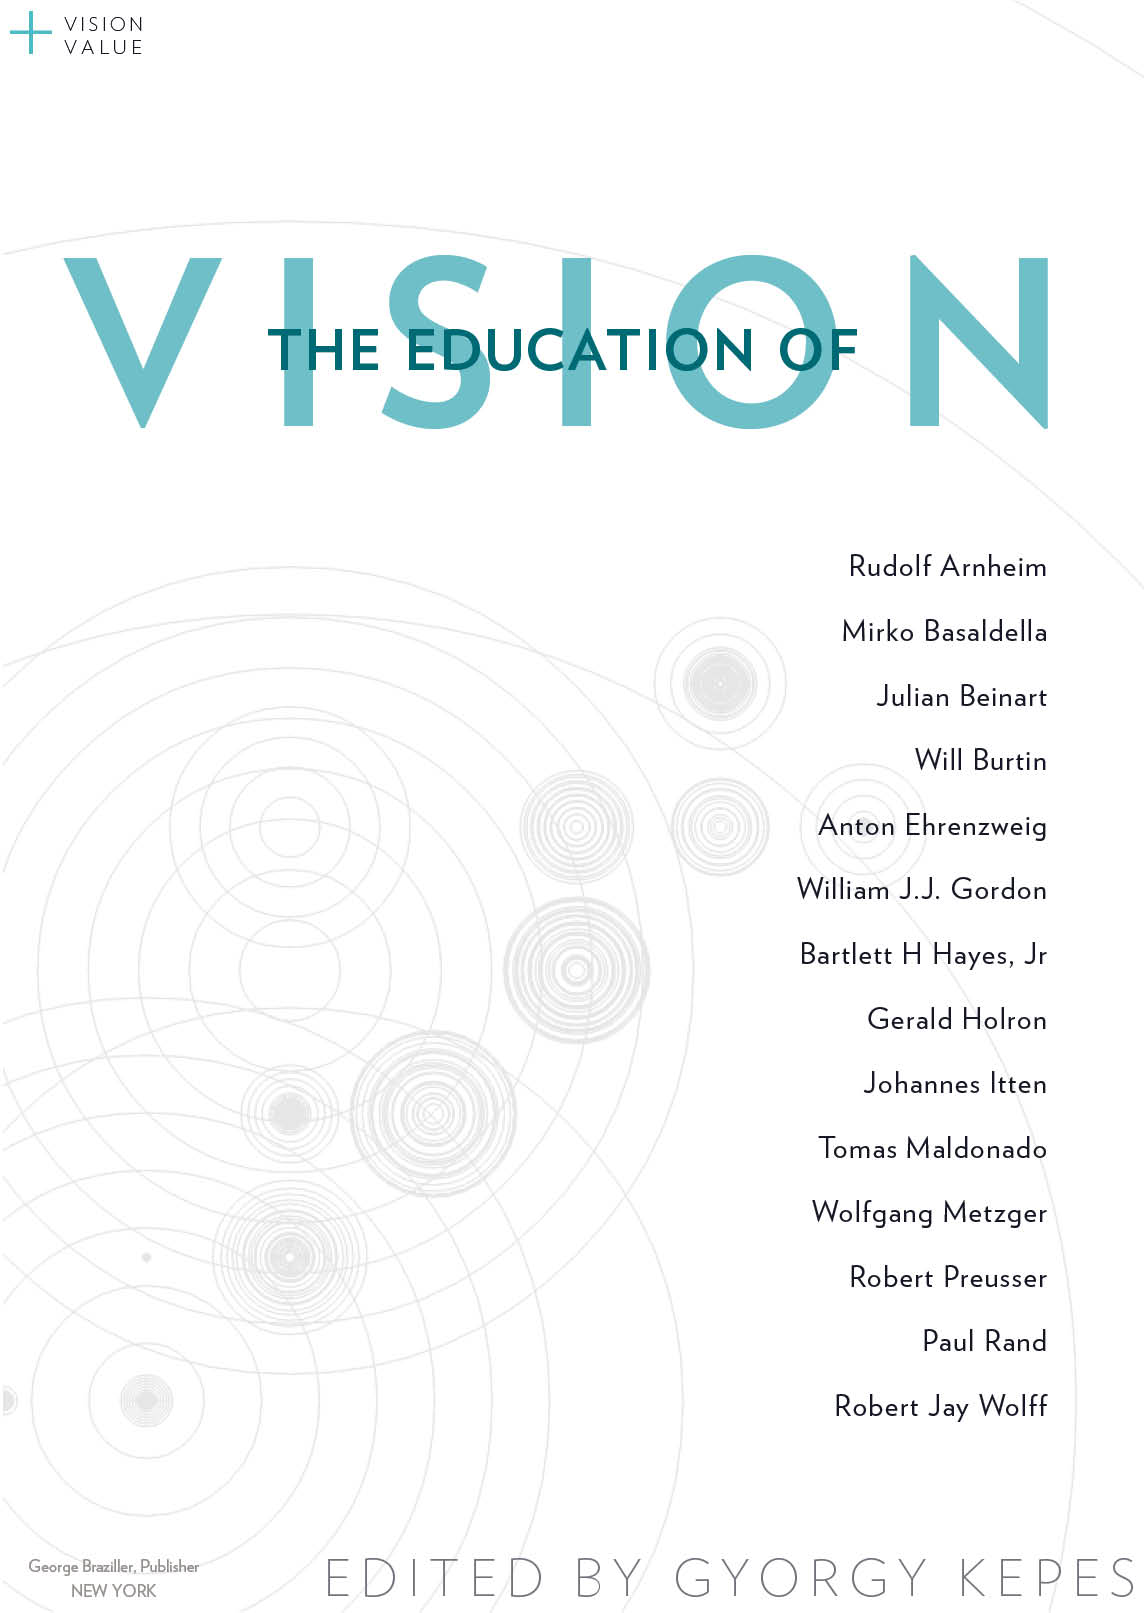 VISION
VALUE
THE EDUCATION OF
VISION
Rudolf Arnheim
Mirko Basaldella
Julian Beinart
Will Burtin
Anton Ehrenzweig
William J.J. Gordon
Bartlett H Hayes, Jr
Gerald Holron
Johannes Itten
Tomas Maldonado
Wolfgang Metzger
Robert Preusser
Paul Rand
Robert Jay Wolff
George Braziller, Publisher
NEW YORK
EDITED BY GYORGY KEPES